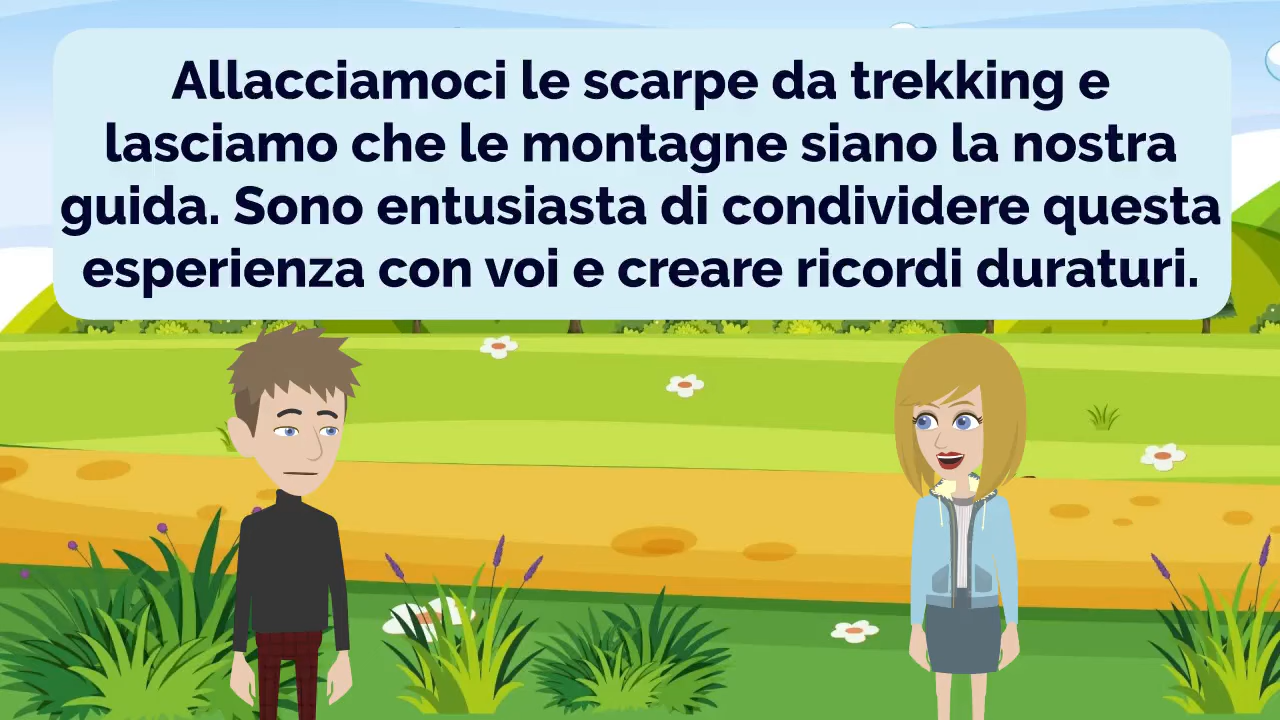 Allacciamoci le scarpe da trekking e
lasciamo che le montagne siano la nostra
guida. Sono entusiasta di condividere questa
esperienza con voi e creare ricordi duraturi.